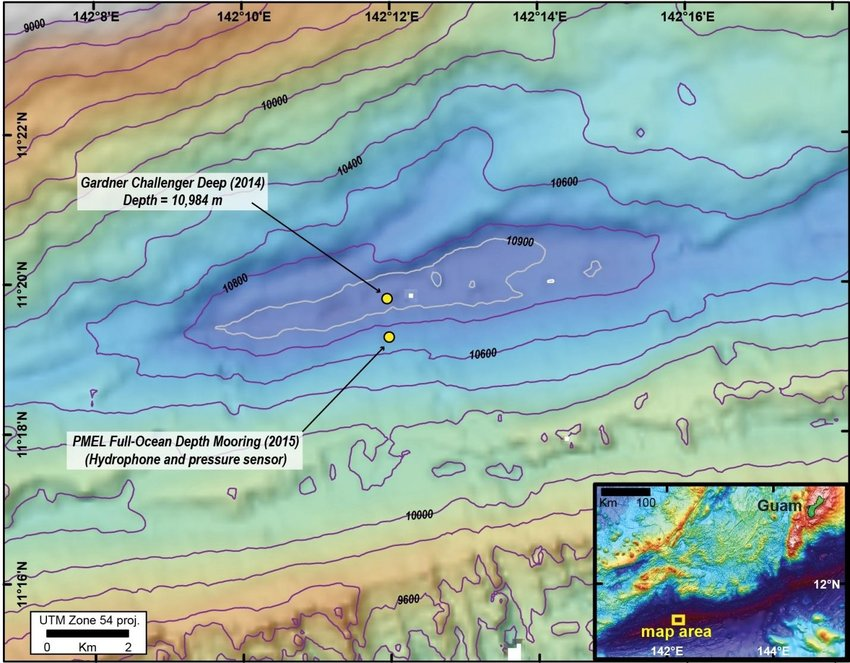 142°8'E
142°10'E
142°12'E
142°14'E
142°16'E
9000
10000
11°22'N
10400
Gardner Challenger Deep (2014)
Depth = 10,984 m
10600
10900
10800
11°20'N
10600
11°18'N
PMEL Full-Ocean Depth Mooring (2015)
(Hydrophone and pressure sensor)
10000
11°16'N
9600
UTM Zone 54 proj.
0 Km 2
Km 100
Guam
12°N
map area
142°E
144°E